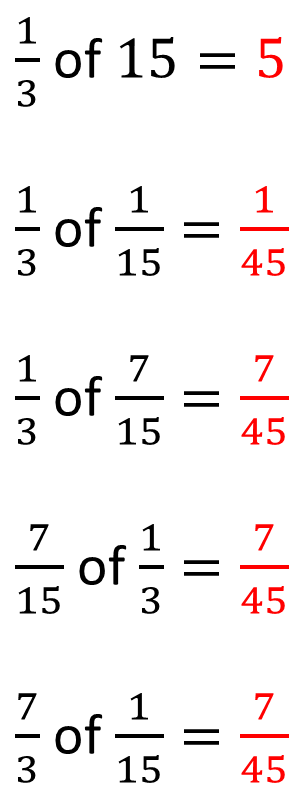 1/3 of 15 = 5
1/3 of 1/15 = 1/45
1/3 of 7/15 = 7/45
7/15 of 1/3 = 7/45
7/3 of 1/15 = 7/45